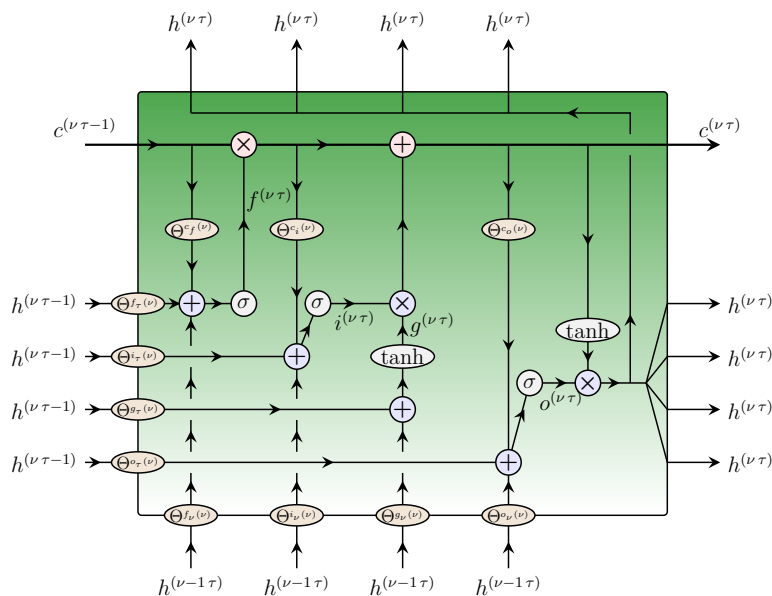 h^{(ν τ)} h^{(ν τ)} h^{(ν τ)} h^{(ν τ)}
c^{(ν τ−1)} × + c^{(ν τ)}
f^{(ν τ)}
Θ^{c_f (ν)} Θ^{c_i (ν)} Θ^{c_o (ν)}
h^{(ν τ−1)} Θ^{f_τ (ν)} + σ σ × h^{(ν τ)}
i^{(ν τ)} g^{(ν τ)} tanh
h^{(ν τ−1)} Θ^{i_τ (ν)} + tanh h^{(ν τ)}
σ ×
o^{(ν τ)}
h^{(ν τ−1)} Θ^{g_τ (ν)} + h^{(ν τ)}
h^{(ν τ−1)} Θ^{o_τ (ν)} + h^{(ν τ)}
Θ^{f_ν (ν)} Θ^{i_ν (ν)} Θ^{g_ν (ν)} Θ^{o_ν (ν)}
h^{(ν−1 τ)} h^{(ν−1 τ)} h^{(ν−1 τ)} h^{(ν−1 τ)}